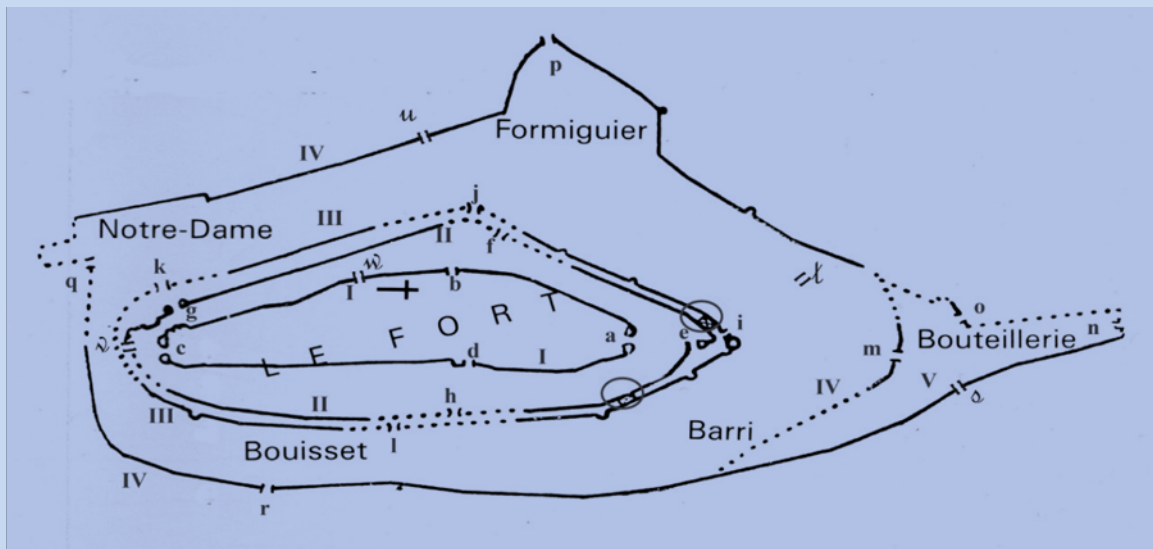 p
u
Formiguier
IV
j
III
Notre-Dame
II
f
k
w
q
I
b
t
g
LE FORT
o
i
a
e
n
v
c
d
I
Bouteillerie
m
V
IV
s
h
II
III
Barri
l
Bouisset
IV
r